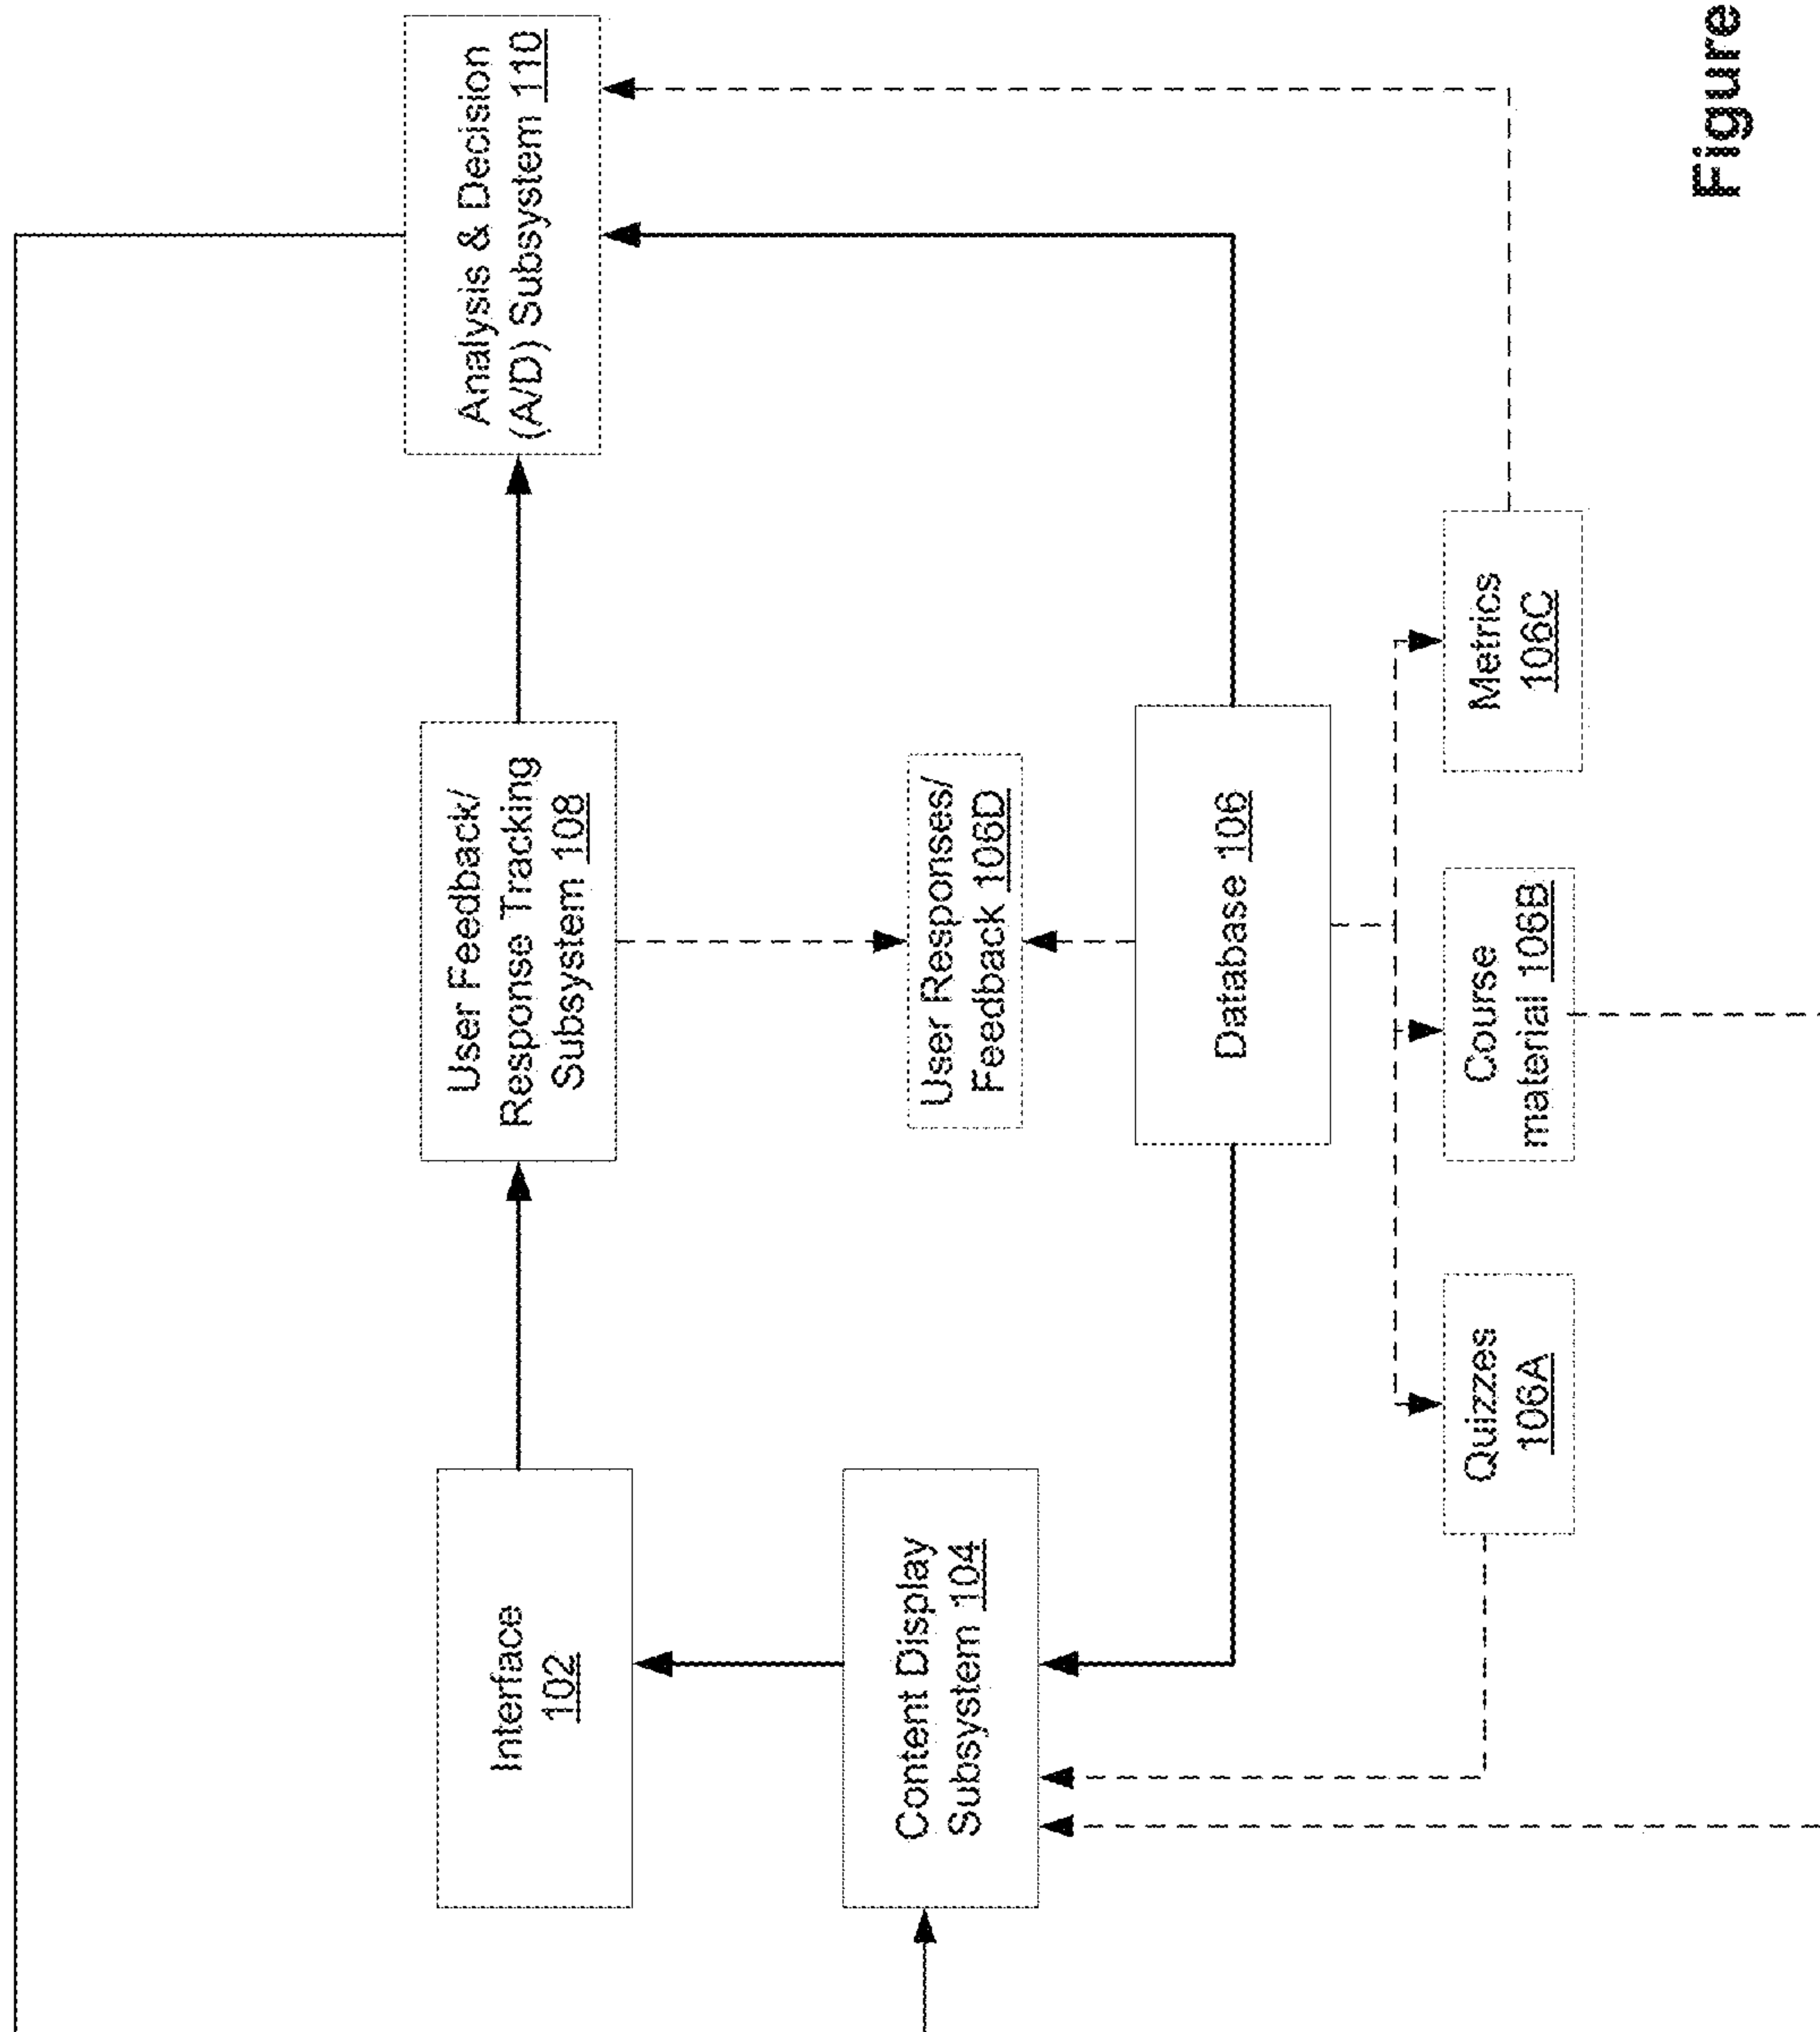 Interface
102
User Feedback/
Response Tracking
Subsystem 108
Analysis & Decision
(A/D) Subsystem 110
Content Display
Subsystem 104
User Responses/
Feedback 106D
Database 106
Quizzes
106A
Course
material 106B
Metrics
106C
Figure